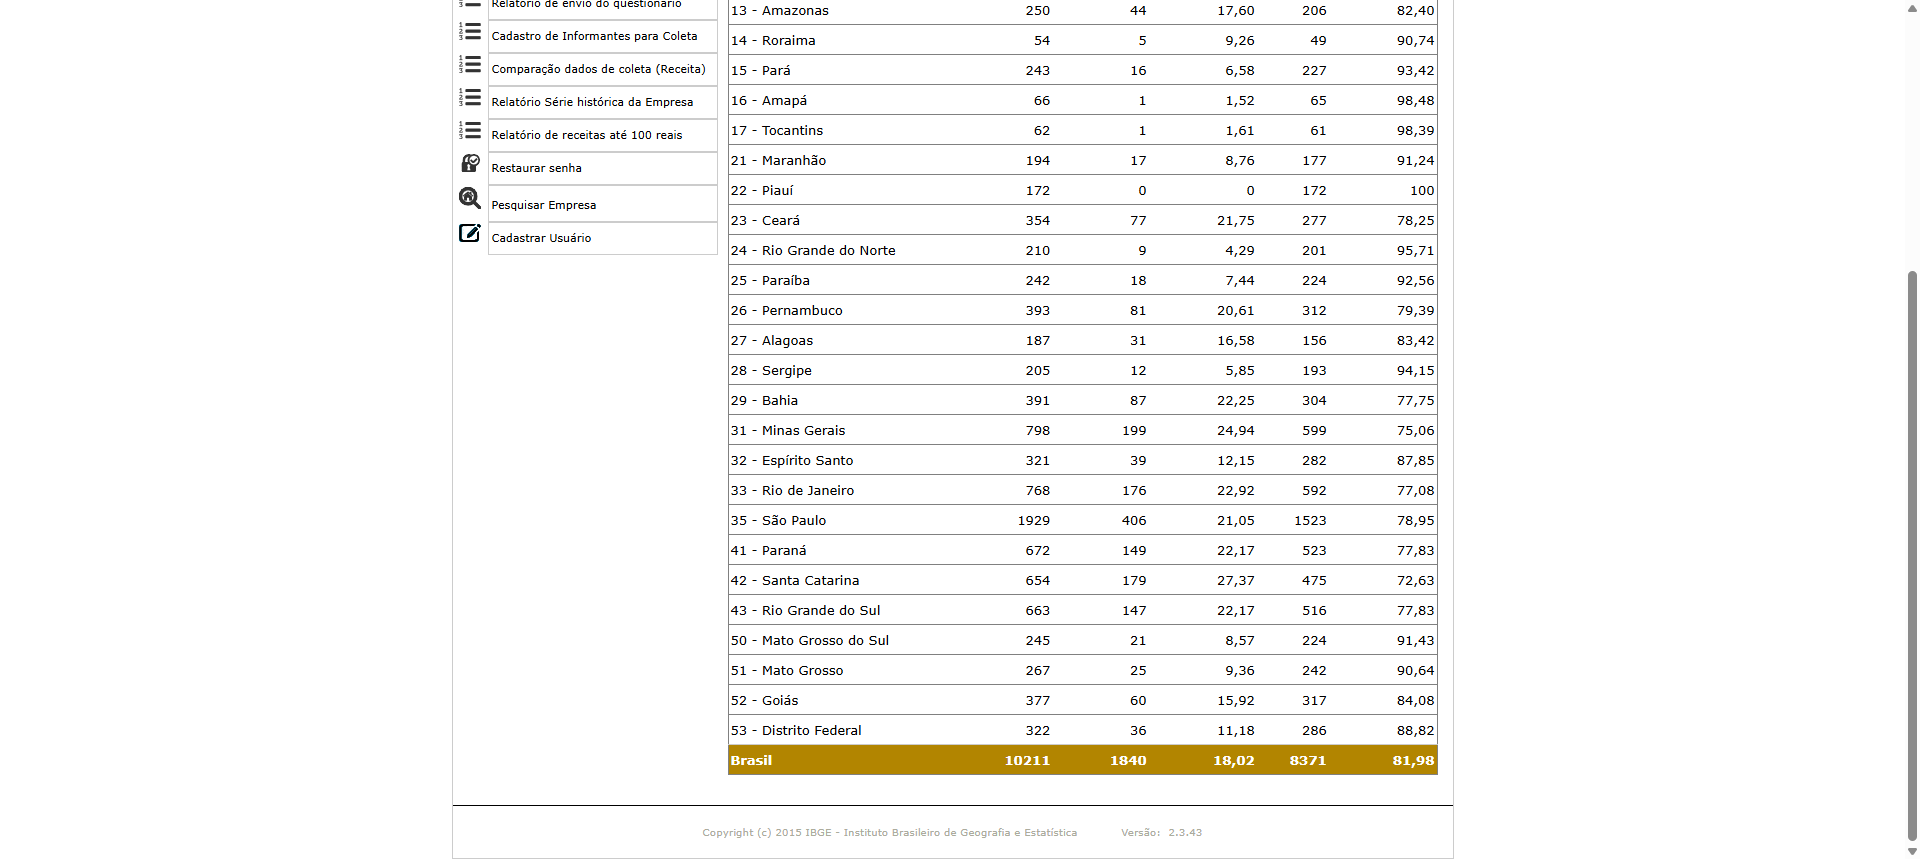 Relatório de envio do questionário
Cadastro de Informantes para Coleta
Comparação dados de coleta (Receita)
Relatório Série histórica da Empresa
Relatório de receitas até 100 reais
Restaurar senha
Pesquisar Empresa
Cadastrar Usuário
13 - Amazonas 250 44 17,60 206 82,40
14 - Roraima 54 5 9,26 49 90,74
15 - Pará 243 16 6,58 227 93,42
16 - Amapá 66 1 1,52 65 98,48
17 - Tocantins 62 1 1,61 61 98,39
21 - Maranhão 194 17 8,76 177 91,24
22 - Piauí 172 0 0 172 100
23 - Ceará 354 77 21,75 277 78,25
24 - Rio Grande do Norte 210 9 4,29 201 95,71
25 - Paraíba 242 18 7,44 224 92,56
26 - Pernambuco 393 81 20,61 312 79,39
27 - Alagoas 187 31 16,58 156 83,42
28 - Sergipe 205 12 5,85 193 94,15
29 - Bahia 391 87 22,25 304 77,75
31 - Minas Gerais 798 199 24,94 599 75,06
32 - Espírito Santo 321 39 12,15 282 87,85
33 - Rio de Janeiro 768 176 22,92 592 77,08
35 - São Paulo 1929 406 21,05 1523 78,95
41 - Paraná 672 149 22,17 523 77,83
42 - Santa Catarina 654 179 27,37 475 72,63
43 - Rio Grande do Sul 663 147 22,17 516 77,83
50 - Mato Grosso do Sul 245 21 8,57 224 91,43
51 - Mato Grosso 267 25 9,36 242 90,64
52 - Goiás 377 60 15,92 317 84,08
53 - Distrito Federal 322 36 11,18 286 88,82
Brasil 10211 1840 18,02 8371 81,98
Copyright (c) 2015 IBGE - Instituto Brasileiro de Geografia e Estatística Versão: 2.3.43